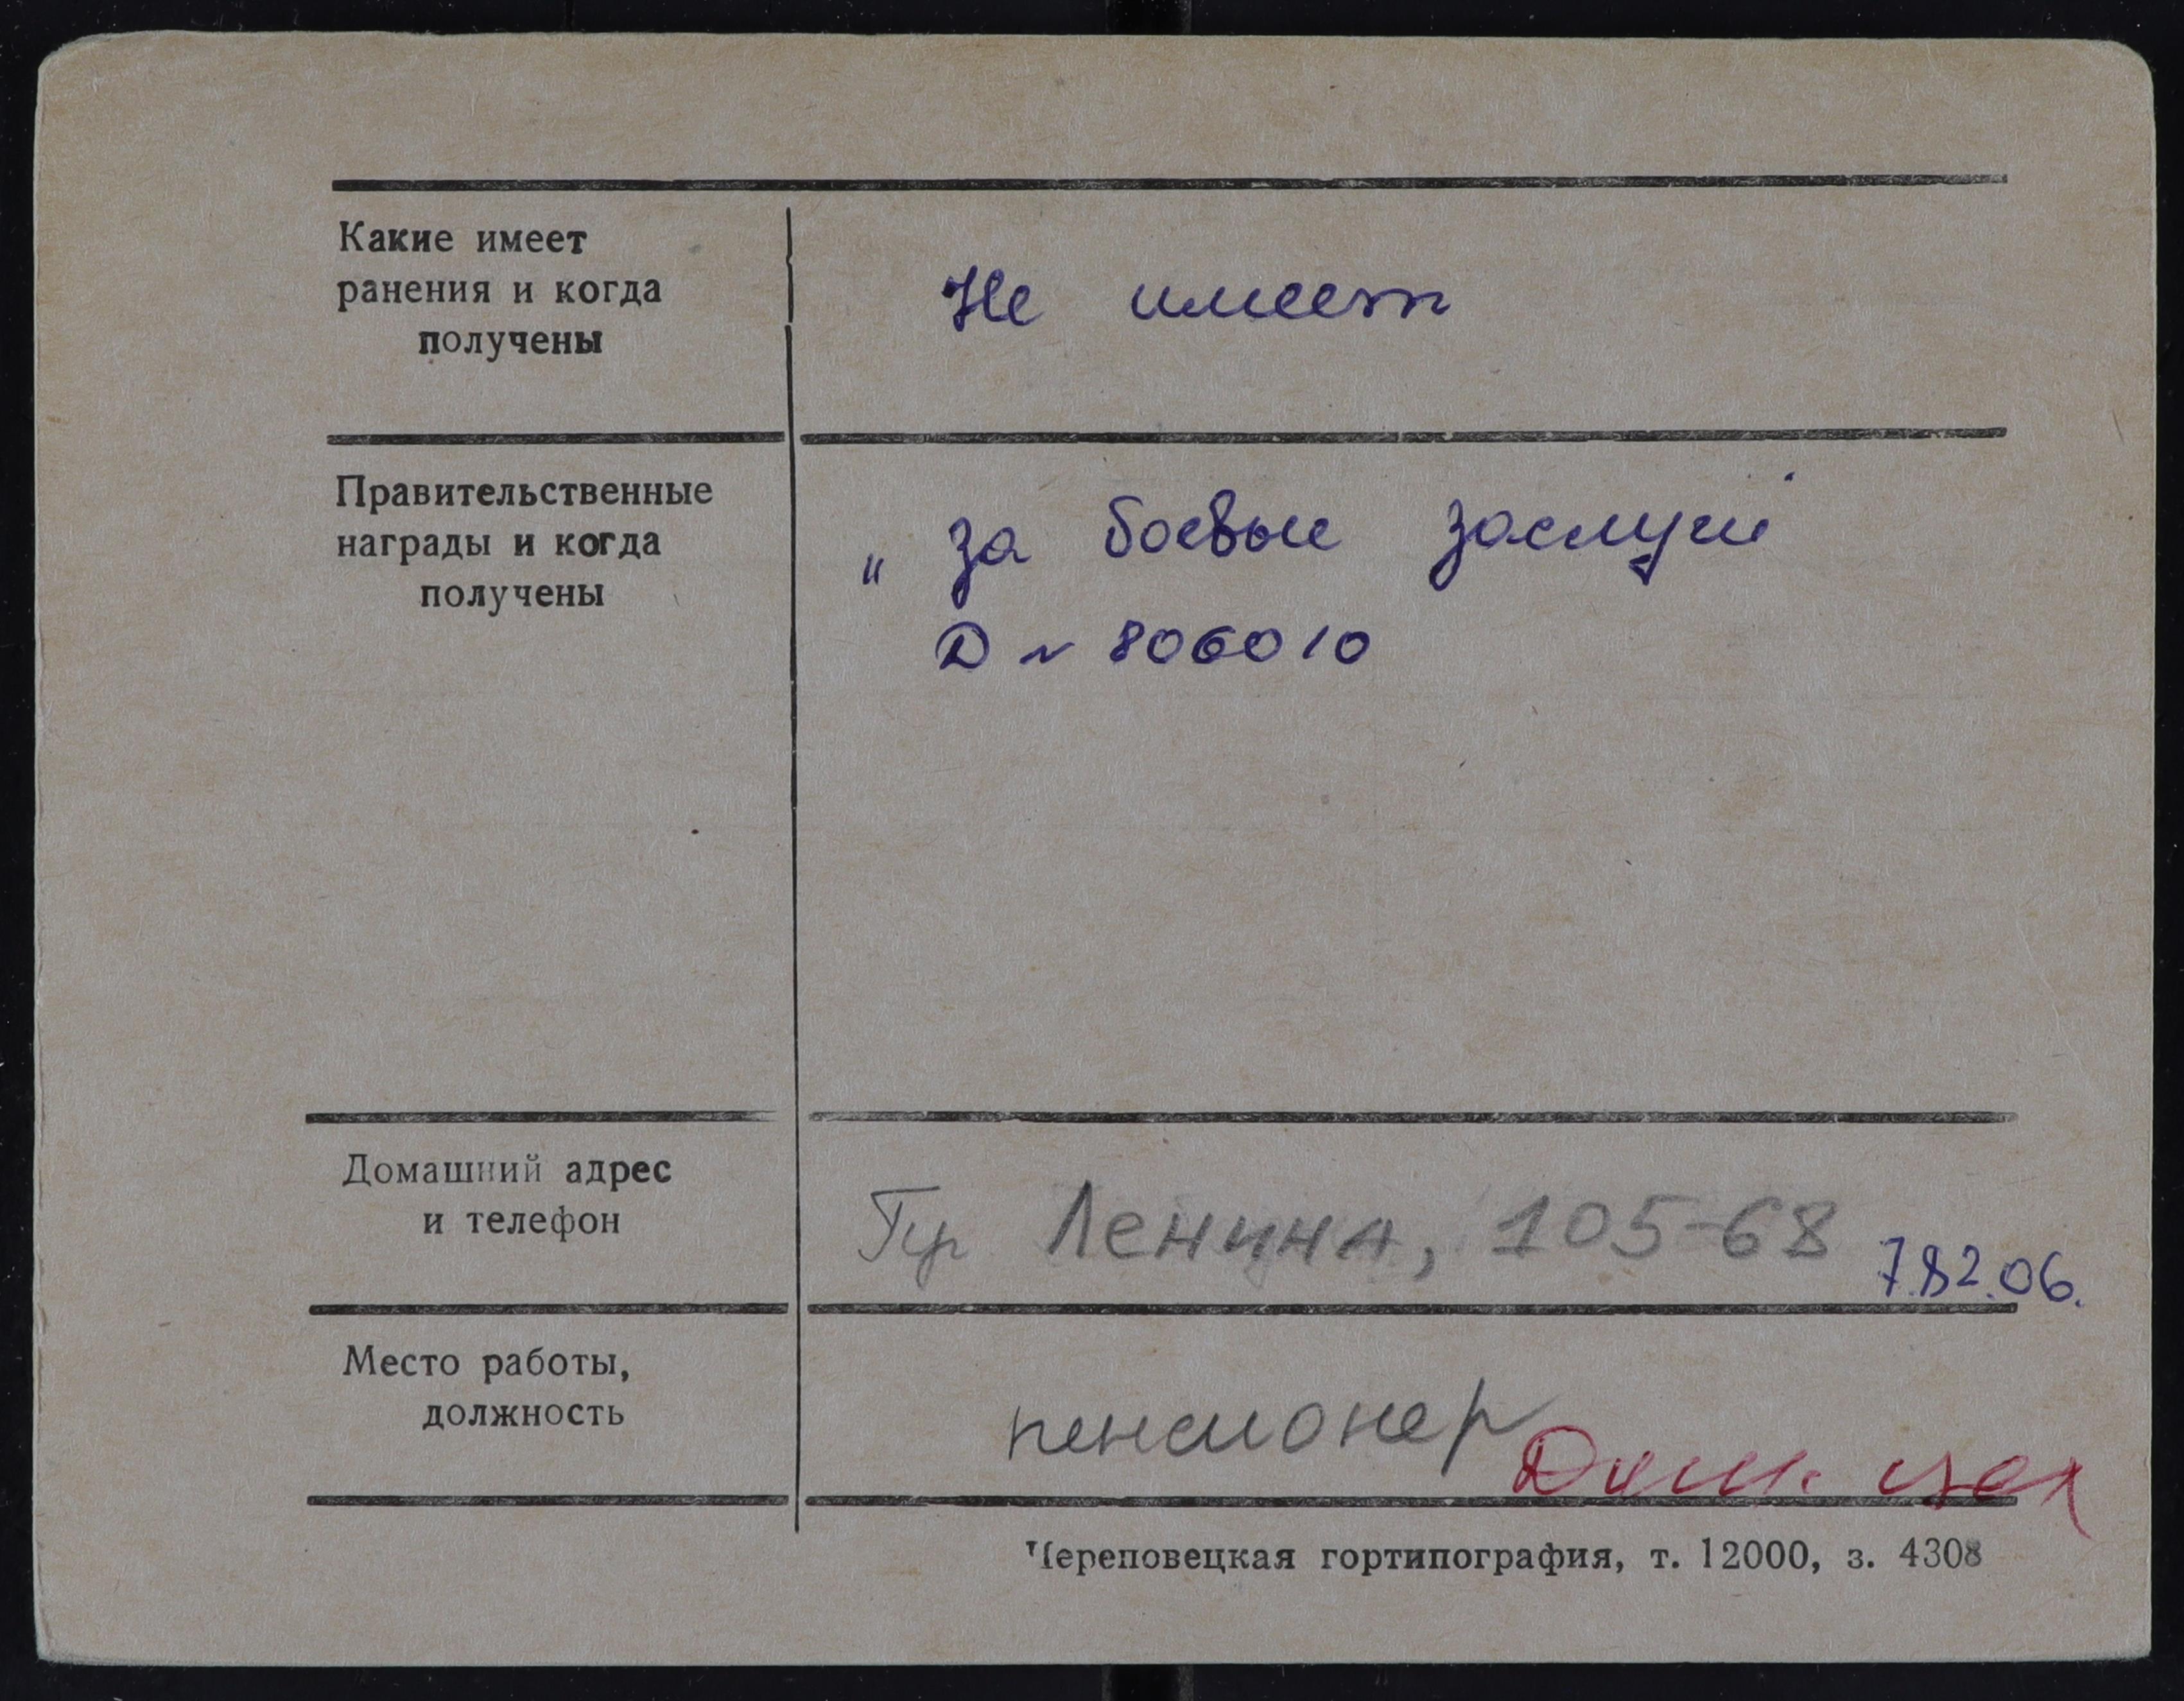 Какие имеет
ранения и когда
получены
Не имеет
Правительственные
награды и когда
получены
„ за боевые заслуги
D N 806010
Домашний адрес
и телефон
Пр Ленина, 105-68
7.82.06.
Место работы,
должность
пенсионер
цех
Череповецкая гортипография, т. 12000, з. 4308